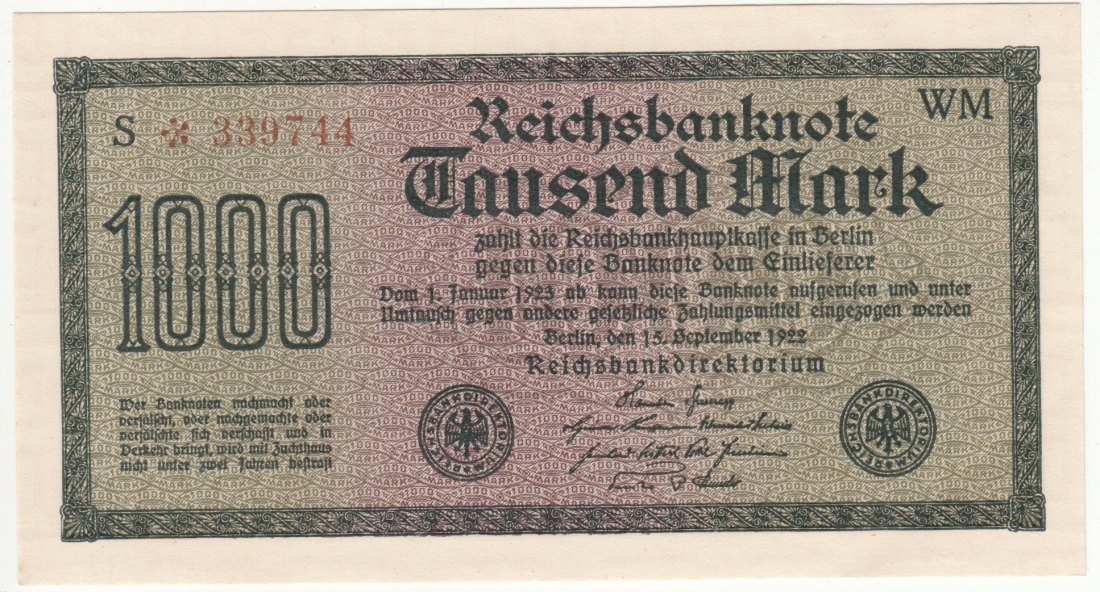 S * 339744
WM
Reichsbanknote
Tausend Mark
zahlt die Reichsbankhauptkasse in Berlin
gegen diese Banknote dem Einlieferer
Vom 1. Januar 1923 ab kann diese Banknote aufgerufen und unter
Umtausch gegen andere gesetzliche Zahlungsmittel eingezogen werden
Berlin, den 15. September 1922
Reichsbankdirektorium
1000
Wer Banknoten nachmacht oder
verfälscht, oder nachgemachte oder
verfälschte sich verschafft und in
Verkehr bringt, wird mit Zuchthaus
nicht unter zwei Jahren bestraft
REICHSBANKDIREKTORIUM
REICHSBANKDIREKTORIUM